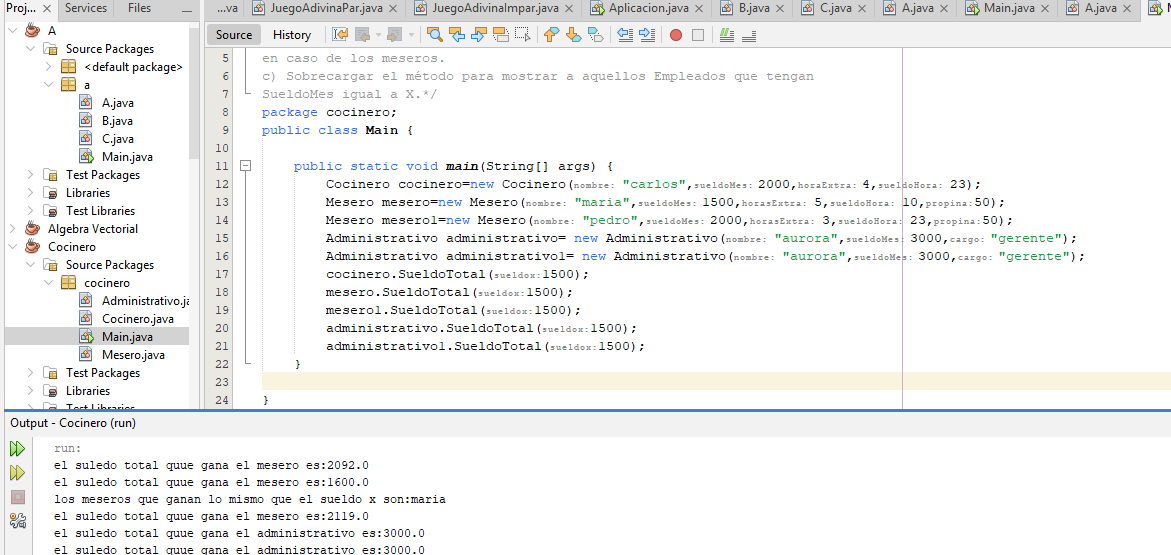 Proj... × Services Files
...va JuegoAdivinaPar.java × JuegoAdivinaImpar.java × Aplicacion.java × B.java × C.java × A.java × Main.java × A.java ×
Source History
A
Source Packages
<default package>
a
A.java
B.java
C.java
Main.java
Test Packages
Libraries
Test Libraries
Algebra Vectorial
Cocinero
Source Packages
cocinero
Administrativo.ja
Cocinero.java
Main.java
Mesero.java
Test Packages
Libraries
Test Libraries
5 en caso de los meseros.
6 c) Sobrecargar el método para mostrar a aquellos Empleados que tengan
7 SueldoMes igual a X.*/
8 package cocinero;
9 public class Main {
10
11 public static void main(String[] args) {
12 Cocinero cocinero=new Cocinero(nombre: "carlos",sueldoMes: 2000,horaExtra: 4,sueldoHora: 23);
13 Mesero mesero=new Mesero(nombre: "maria",sueldoMes: 1500,horasExtra: 5,sueldoHora: 10,propina:50);
14 Mesero mesero1=new Mesero(nombre: "pedro",sueldoMes: 2000,horasExtra: 3,sueldoHora: 23,propina:50);
15 Administrativo administrativo= new Administrativo(nombre: "aurora",sueldoMes: 3000,cargo: "gerente");
16 Administrativo administrativo1= new Administrativo(nombre: "aurora",sueldoMes: 3000,cargo: "gerente");
17 cocinero.SueldoTotal(sueldox:1500);
18 mesero.SueldoTotal(sueldox:1500);
19 mesero1.SueldoTotal(sueldox:1500);
20 administrativo.SueldoTotal(sueldox:1500);
21 administrativo1.SueldoTotal(sueldox:1500);
22 }
23
24 }
Output - Cocinero (run)
run:
el suledo total quue gana el mesero es:2092.0
el suledo total quue gana el mesero es:1600.0
los meseros que ganan lo mismo que el sueldo x son:maria
el suledo total quue gana el mesero es:2119.0
el suledo total quue gana el administrativo es:3000.0
el suledo total quue gana el administrativo es:3000.0